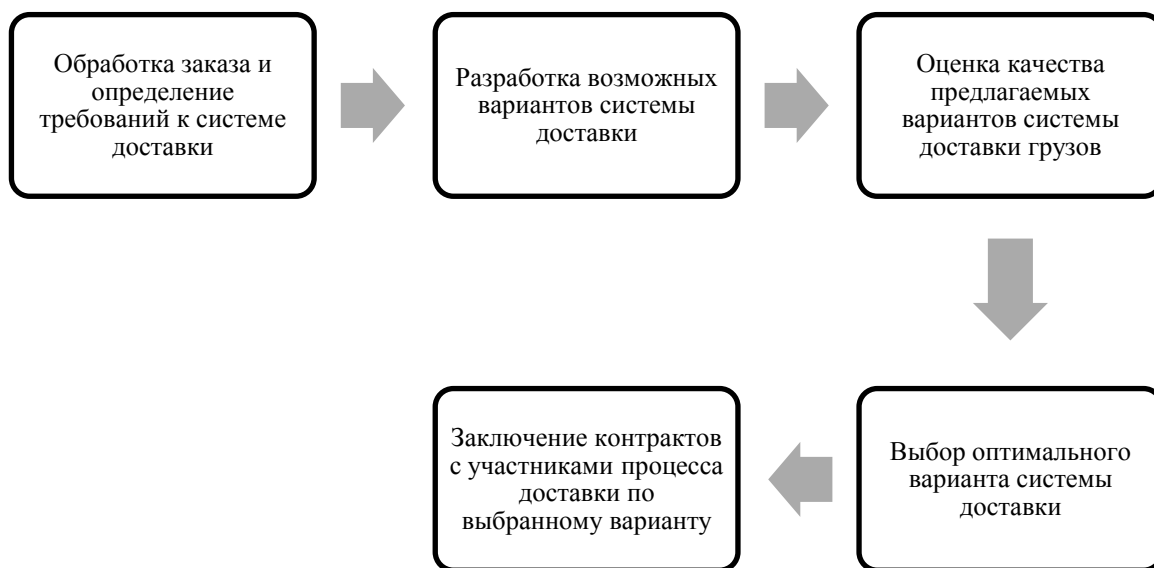 Обработка заказа и
определение
требований к системе
доставки
Разработка возможных
вариантов системы
доставки
Оценка качества
предлагаемых
вариантов системы
доставки грузов
Выбор оптимального
варианта системы
доставки
Заключение контрактов
с участниками процесса
доставки по
выбранному варианту